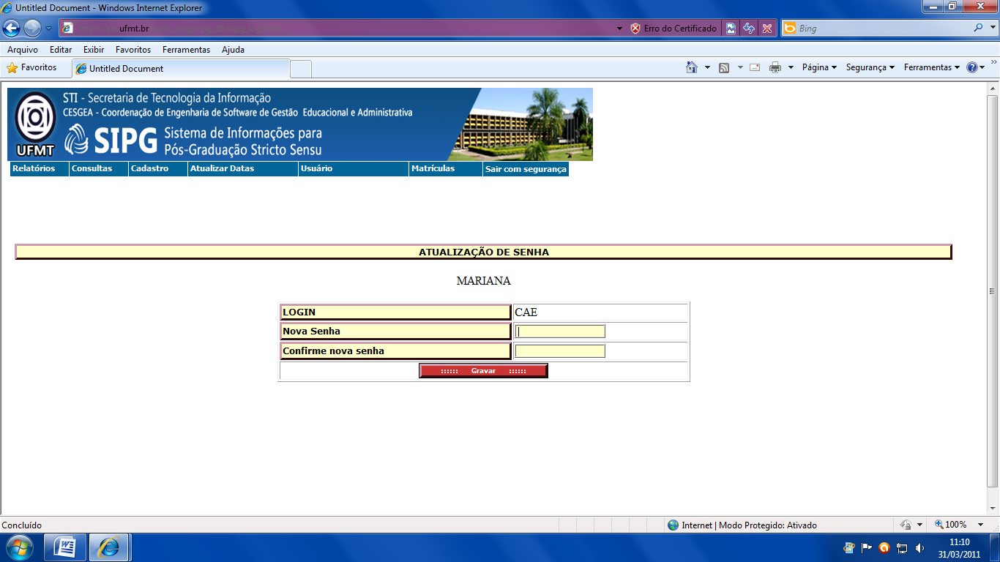 Untitled Document - Windows Internet Explorer
ufmt.br
Erro do Certificado
Bing
Arquivo Editar Exibir Favoritos Ferramentas Ajuda
Favoritos
Untitled Document
Página Segurança Ferramentas
STI - Secretaria de Tecnologia da Informação
CESGEA - Coordenação de Engenharia de Software de Gestão Educacional e Administrativa
UFMT
SIPG
Sistema de Informações para
Pós-Graduação Stricto Sensu
Relatórios Consultas Cadastro Atualizar Datas Usuário Matrículas Sair com segurança
ATUALIZAÇÃO DE SENHA
MARIANA
LOGIN CAE
Nova Senha
Confirme nova senha
:::::: Gravar ::::::
Concluído
Internet | Modo Protegido: Ativado
100%
11:10
31/03/2011